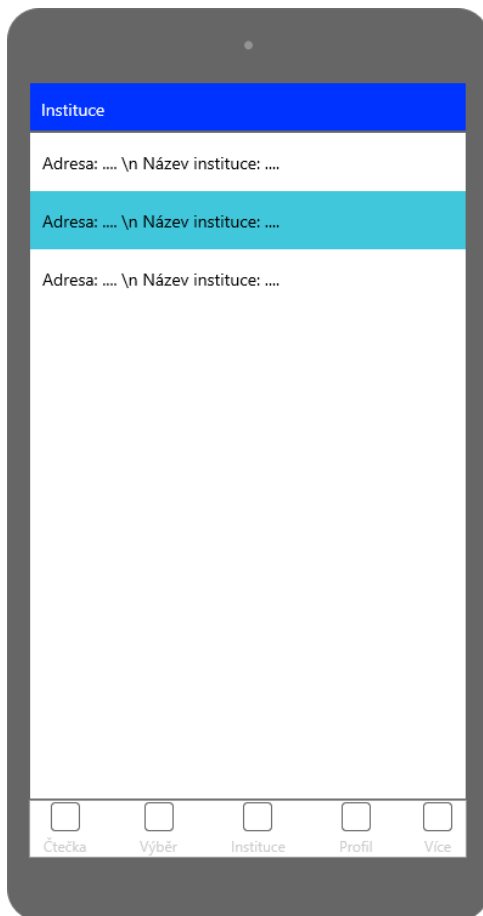 Instituce
Adresa: .... \n Název instituce: ....
Adresa: .... \n Název instituce: ....
Adresa: .... \n Název instituce: ....
Čtečka Výběr Instituce Profil Více